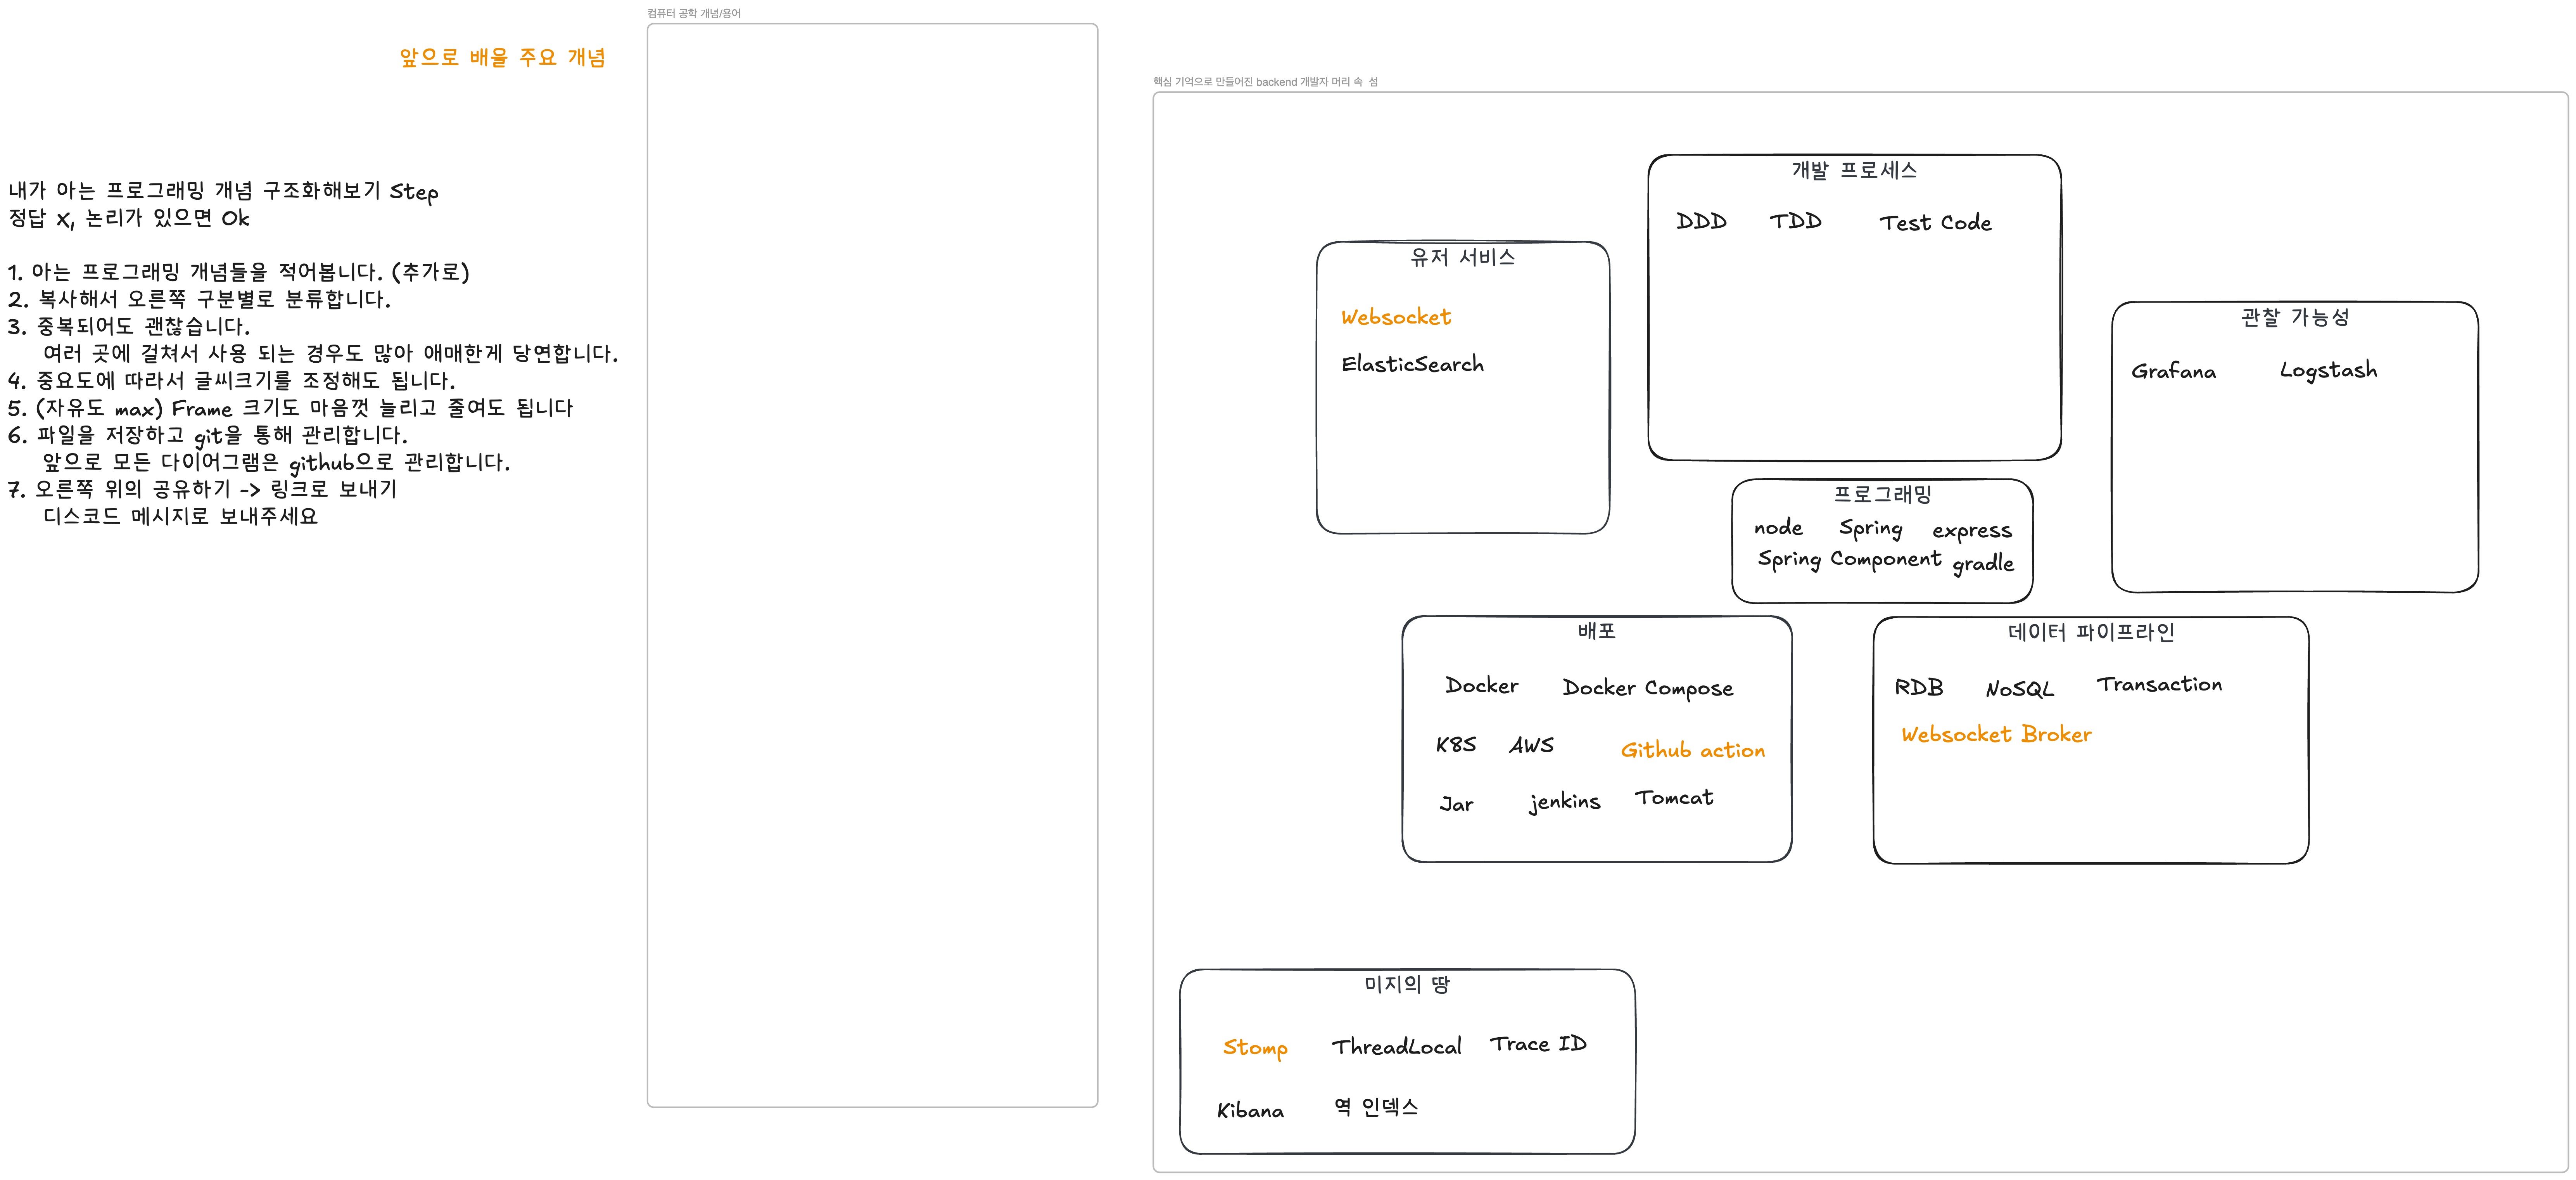 컴퓨터 공학 개념/용어
앞으로 배울 주요 개념
내가 아는 프로그래밍 개념 구조화해보기 Step
정답 X, 논리가 있으면 Ok
1. 아는 프로그래밍 개념들을 적어봅니다. (추가로)
2. 복사해서 오른쪽 구분별로 분류합니다.
3. 중복되어도 괜찮습니다.
여러 곳에 걸쳐서 사용 되는 경우도 많아 애매한게 당연합니다.
4. 중요도에 따라서 글씨크기를 조정해도 됩니다.
5. (자유도 max) Frame 크기도 마음껏 늘리고 줄여도 됩니다
6. 파일을 저장하고 git을 통해 관리합니다.
앞으로 모든 다이어그램은 github으로 관리합니다.
7. 오른쪽 위의 공유하기 -> 링크로 보내기
디스코드 메시지로 보내주세요
핵심 기억으로 만들어진 backend 개발자 머리 속 섬
개발 프로세스
DDD TDD Test Code
유저 서비스
Websocket
ElasticSearch
관찰 가능성
Grafana Logstash
프로그래밍
node Spring express
Spring Component gradle
배포
Docker Docker Compose
K8S AWS Github action
Jar jenkins Tomcat
데이터 파이프라인
RDB NoSQL Transaction
Websocket Broker
미지의 땅
Stomp ThreadLocal Trace ID
Kibana 역 인덱스